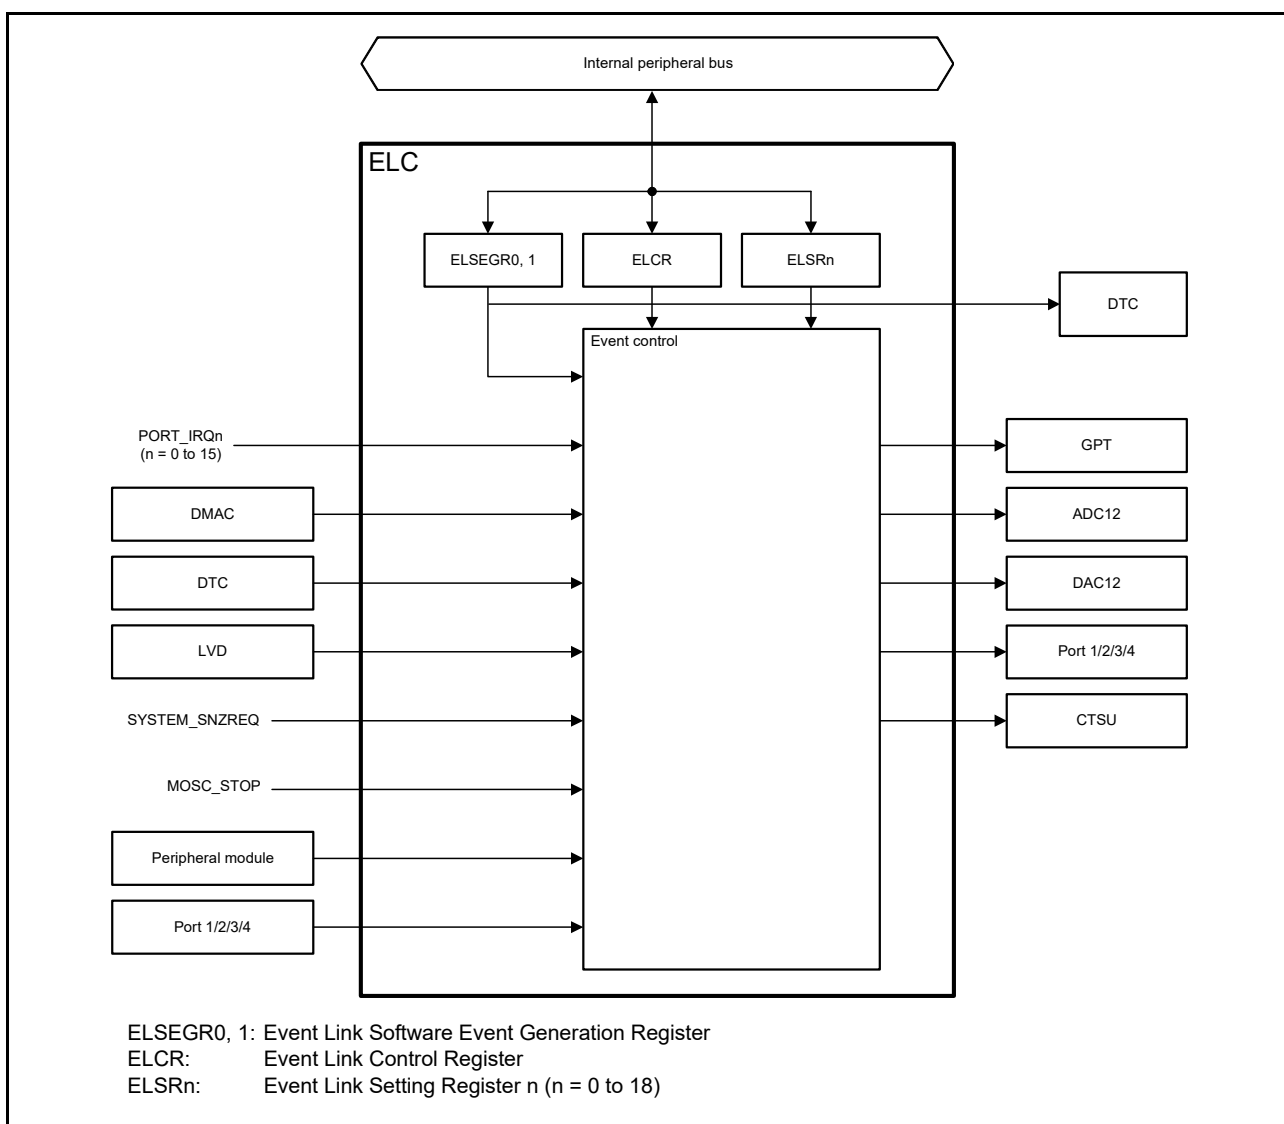 Internal peripheral bus
ELC
ELSEGR0, 1
ELCR
ELSRn
DTC
Event control
PORT_IRQn
(n = 0 to 15)
GPT
DMAC
ADC12
DTC
DAC12
LVD
Port 1/2/3/4
SYSTEM_SNZREQ
CTSU
MOSC_STOP
Peripheral module
Port 1/2/3/4
ELSEGR0, 1: Event Link Software Event Generation Register
ELCR: Event Link Control Register
ELSRn: Event Link Setting Register n (n = 0 to 18)